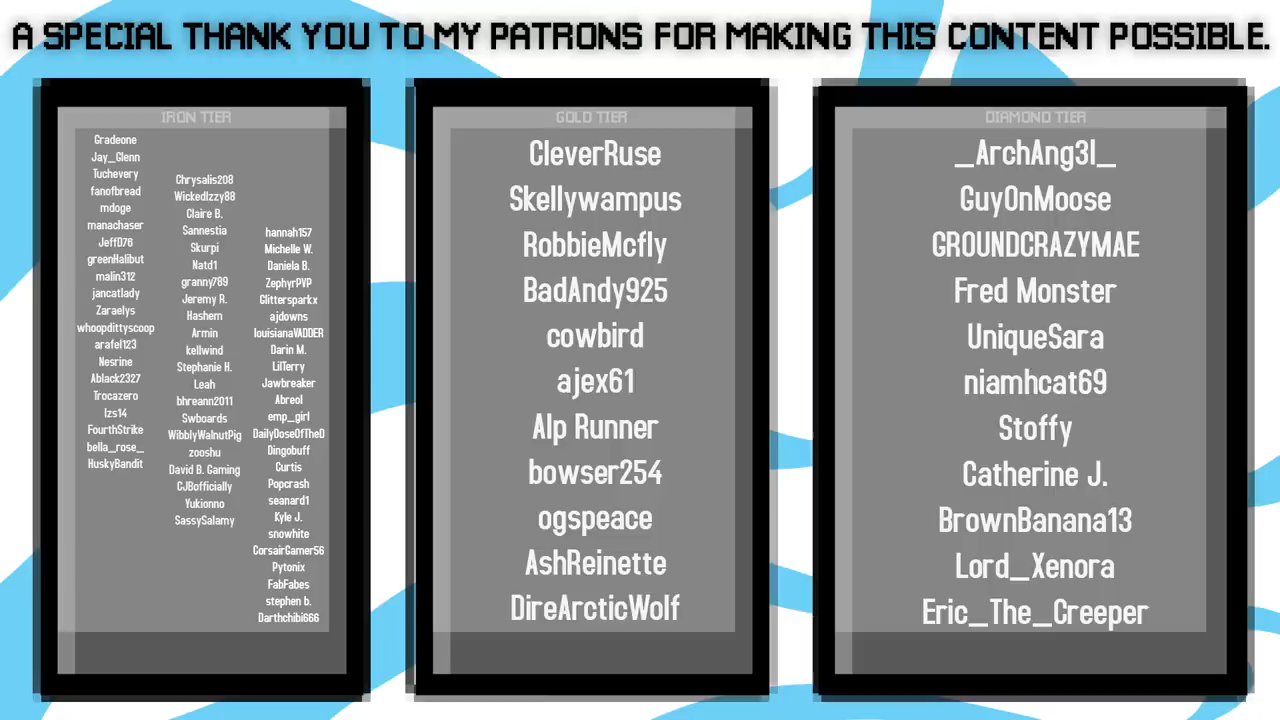 A SPECIAL THANK YOU TO MY PATRONS FOR MAKING THIS CONTENT POSSIBLE.
IRON TIER
Gradeone
Jay_Glenn
Tuchevery
fanofbread
mdoge
manachaser
JeffD76
greenHalibut
malin312
jancatlady
Zaraelys
whoopdittyscoop
arafel123
Nesrine
Ablack2327
Trocazero
lzs14
FourthStrike
bella_rose_
HuskyBandit
Chrysalis208
WickedIzzy88
Claire B.
Sannestia
Skurpi
Natd1
granny789
Jeremy R.
Hashem
Armin
kellwind
Stephanie H.
Leah
bhreann2011
Swboards
WibblyWalnutPig
zooshu
David B. Gaming
CJBofficially
Yukionno
SassySalamy
hannah157
Michelle W.
Daniela B.
ZephyrPVP
Glittersparkx
ajdowns
louisianaVADDER
Darin M.
LilTerry
Jawbreaker
Abreol
emp_girl
DailyDoseOfTheD
Dingobuff
Curtis
Popcrash
seanard1
Kyle J.
snowhite
CorsairGamer56
Pytonix
FabFabes
stephen b.
Darthchibi666
GOLD TIER
CleverRuse
Skellywampus
RobbieMcfly
BadAndy925
cowbird
ajex61
Alp Runner
bowser254
ogspeace
AshReinette
DireArcticWolf
DIAMOND TIER
_ArchAng3l_
GuyOnMoose
GROUNDCRAZYMAE
Fred Monster
UniqueSara
niamhcat69
Stoffy
Catherine J.
BrownBanana13
Lord_Xenora
Eric_The_Creeper